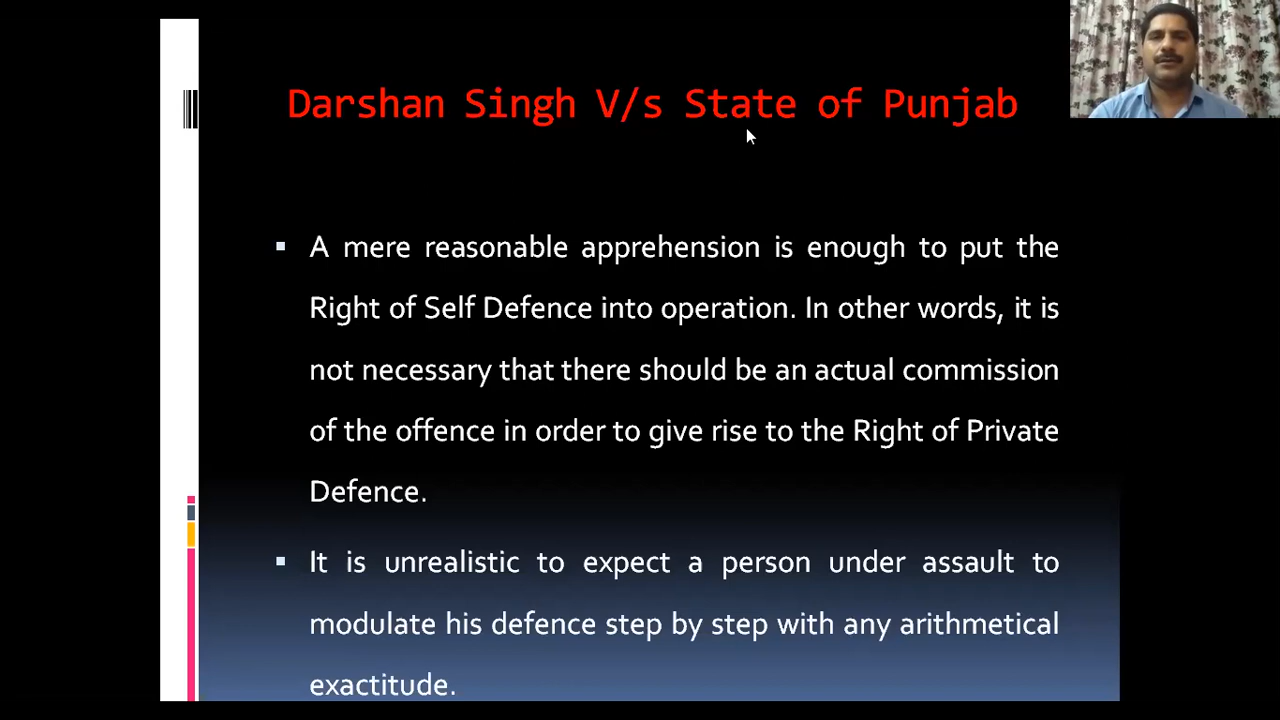 Darshan Singh V/s State of Punjab
▪ A mere reasonable apprehension is enough to put the
Right of Self Defence into operation. In other words, it is
not necessary that there should be an actual commission
of the offence in order to give rise to the Right of Private
Defence.
▪ It is unrealistic to expect a person under assault to
modulate his defence step by step with any arithmetical
exactitude.